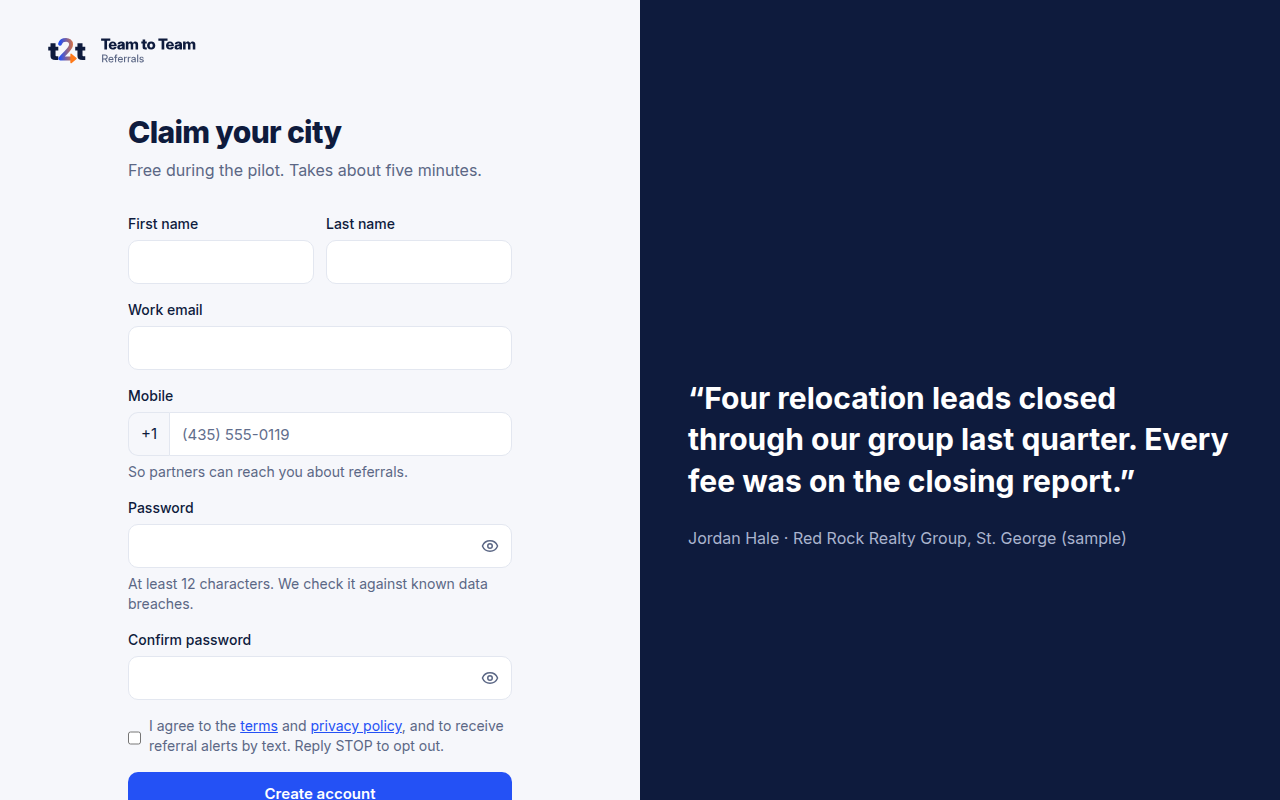 t2t Team to Team
Referrals
Claim your city
Free during the pilot. Takes about five minutes.
First name Last name
Work email
Mobile
+1 (435) 555-0119
So partners can reach you about referrals.
Password
At least 12 characters. We check it against known data
breaches.
Confirm password
I agree to the terms and privacy policy, and to receive
referral alerts by text. Reply STOP to opt out.
Create account
“Four relocation leads closed
through our group last quarter. Every
fee was on the closing report.”
Jordan Hale · Red Rock Realty Group, St. George (sample)